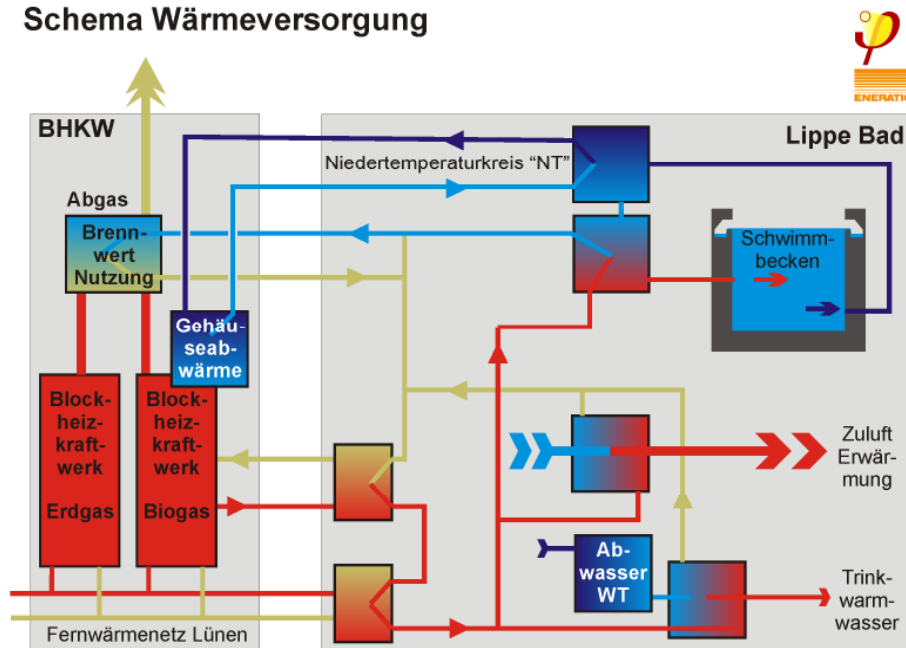 Schema Wärmeversorgung
ENERATIO
BHKW
Lippe Bad
Niedertemperaturkreis "NT"
Abgas
Brenn-
wert
Nutzung
Schwimm-
becken
Gehäu-
seab-
wärme
Block-
heiz-
kraft-
werk
Erdgas
Block-
heiz-
kraft-
werk
Biogas
Zuluft
Erwär-
mung
Ab-
wasser
WT
Trink-
warm-
wasser
Fernwärmenetz Lünen